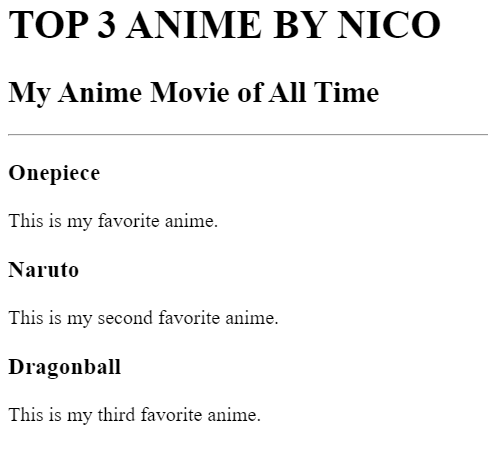 TOP 3 ANIME BY NICO
My Anime Movie of All Time
Onepiece
This is my favorite anime.
Naruto
This is my second favorite anime.
Dragonball
This is my third favorite anime.